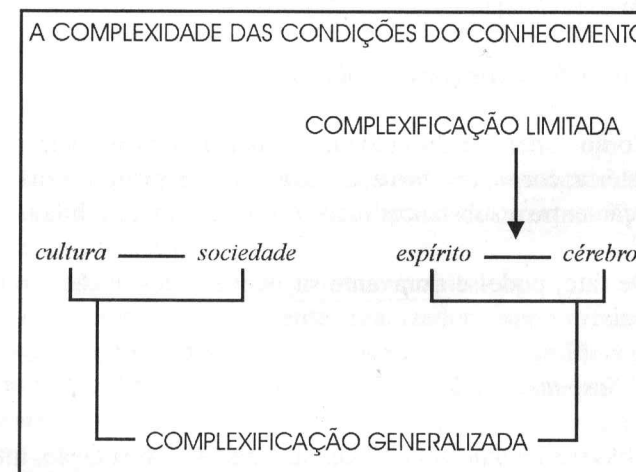 A COMPLEXIDADE DAS CONDIÇÕES DO CONHECIMENTO
COMPLEXIFICAÇÃO LIMITADA
cultura sociedade espírito cérebro
COMPLEXIFICAÇÃO GENERALIZADA